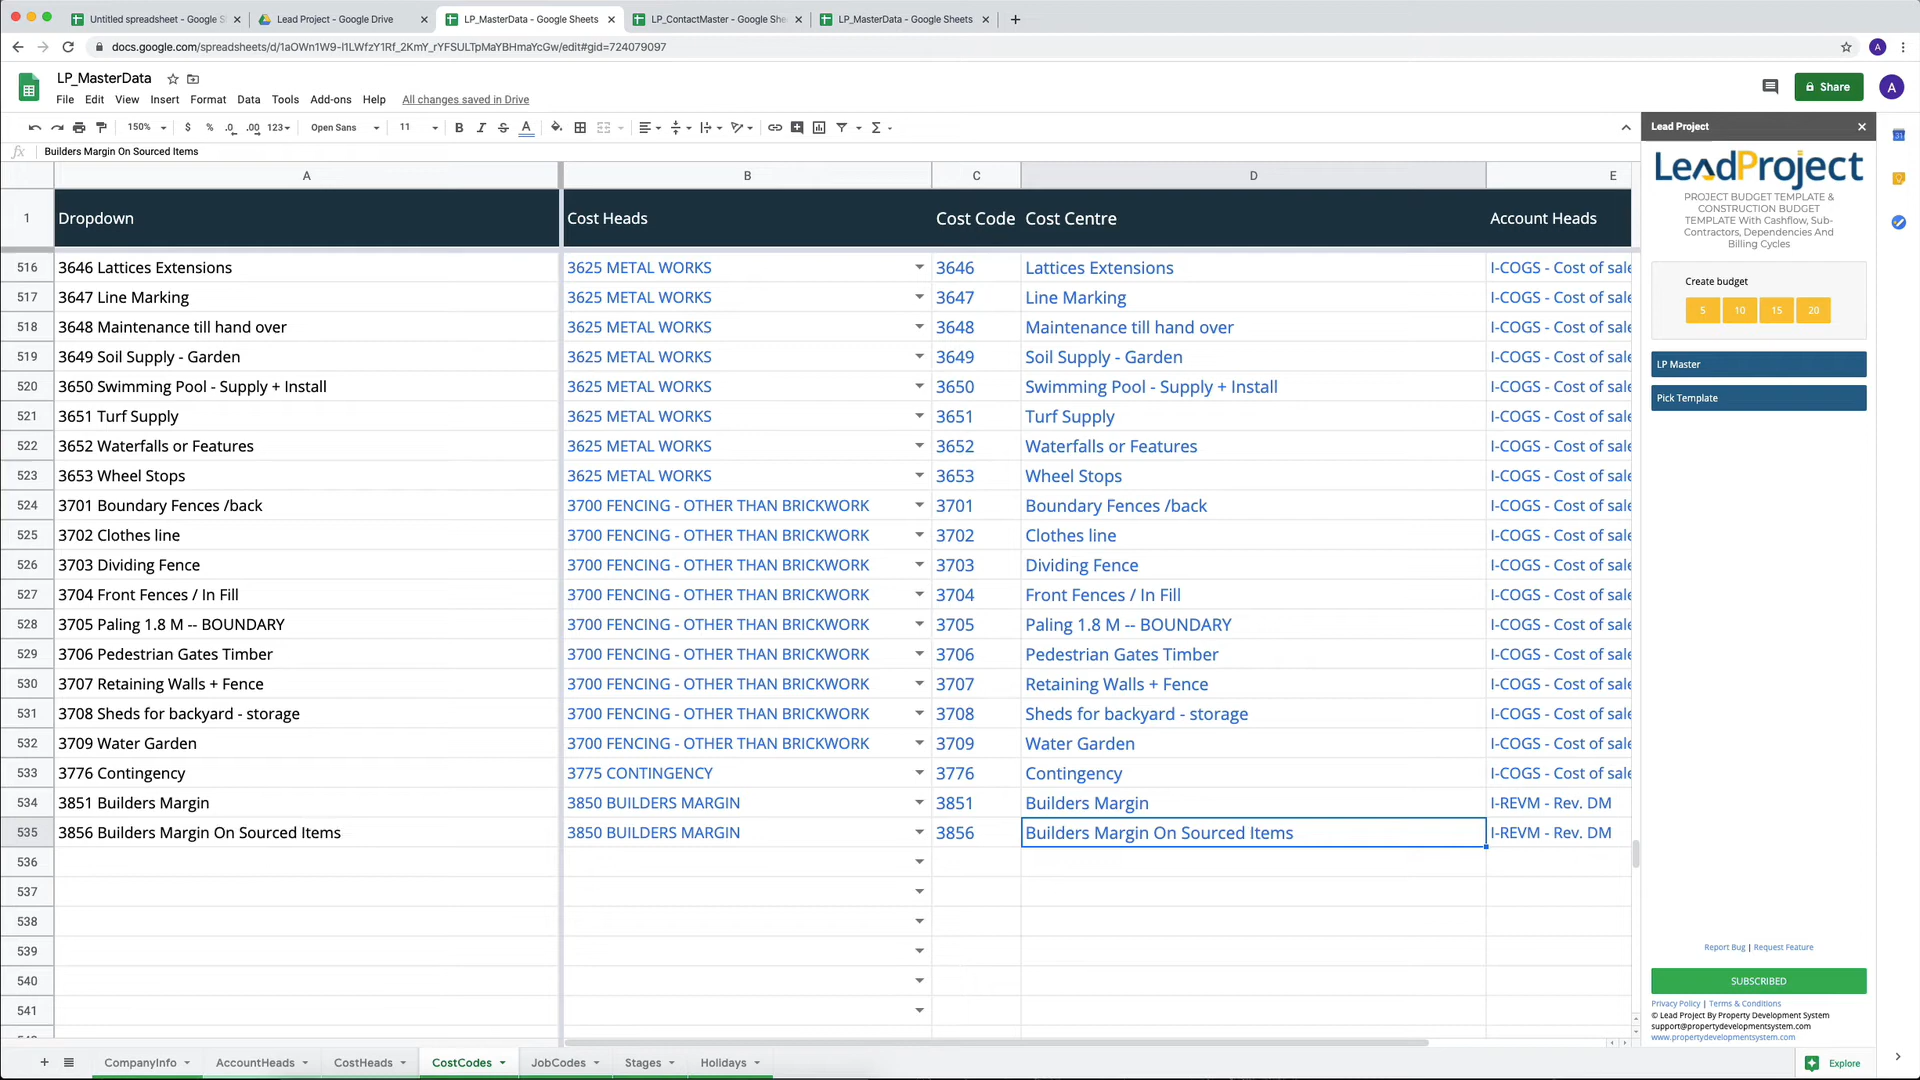 Untitled spreadsheet - Google S
Lead Project - Google Drive
LP_MasterData - Google Sheets
LP_ContactMaster - Google She
LP_MasterData - Google Sheets
docs.google.com/spreadsheets/d/1aOWn1W9-l1LWfzY1Rf_2KmY_rYFSULTpMaYBHmaYcGw/edit#gid=724079097
A
LP_MasterData
File Edit View Insert Format Data Tools Add-ons Help All changes saved in Drive
Share
A
150% $ % .0 .00 123 Open Sans 11 B I S A
fx Builders Margin On Sourced Items
A B C D E
1 Dropdown Cost Heads Cost Code Cost Centre Account Heads
516 3646 Lattices Extensions 3625 METAL WORKS 3646 Lattices Extensions I-COGS - Cost of sale
517 3647 Line Marking 3625 METAL WORKS 3647 Line Marking I-COGS - Cost of sale
518 3648 Maintenance till hand over 3625 METAL WORKS 3648 Maintenance till hand over I-COGS - Cost of sale
519 3649 Soil Supply - Garden 3625 METAL WORKS 3649 Soil Supply - Garden I-COGS - Cost of sale
520 3650 Swimming Pool - Supply + Install 3625 METAL WORKS 3650 Swimming Pool - Supply + Install I-COGS - Cost of sale
521 3651 Turf Supply 3625 METAL WORKS 3651 Turf Supply I-COGS - Cost of sale
522 3652 Waterfalls or Features 3625 METAL WORKS 3652 Waterfalls or Features I-COGS - Cost of sale
523 3653 Wheel Stops 3625 METAL WORKS 3653 Wheel Stops I-COGS - Cost of sale
524 3701 Boundary Fences /back 3700 FENCING - OTHER THAN BRICKWORK 3701 Boundary Fences /back I-COGS - Cost of sale
525 3702 Clothes line 3700 FENCING - OTHER THAN BRICKWORK 3702 Clothes line I-COGS - Cost of sale
526 3703 Dividing Fence 3700 FENCING - OTHER THAN BRICKWORK 3703 Dividing Fence I-COGS - Cost of sale
527 3704 Front Fences / In Fill 3700 FENCING - OTHER THAN BRICKWORK 3704 Front Fences / In Fill I-COGS - Cost of sale
528 3705 Paling 1.8 M -- BOUNDARY 3700 FENCING - OTHER THAN BRICKWORK 3705 Paling 1.8 M -- BOUNDARY I-COGS - Cost of sale
529 3706 Pedestrian Gates Timber 3700 FENCING - OTHER THAN BRICKWORK 3706 Pedestrian Gates Timber I-COGS - Cost of sale
530 3707 Retaining Walls + Fence 3700 FENCING - OTHER THAN BRICKWORK 3707 Retaining Walls + Fence I-COGS - Cost of sale
531 3708 Sheds for backyard - storage 3700 FENCING - OTHER THAN BRICKWORK 3708 Sheds for backyard - storage I-COGS - Cost of sale
532 3709 Water Garden 3700 FENCING - OTHER THAN BRICKWORK 3709 Water Garden I-COGS - Cost of sale
533 3776 Contingency 3775 CONTINGENCY 3776 Contingency I-COGS - Cost of sale
534 3851 Builders Margin 3850 BUILDERS MARGIN 3851 Builders Margin I-REVM - Rev. DM
535 3856 Builders Margin On Sourced Items 3850 BUILDERS MARGIN 3856 Builders Margin On Sourced Items I-REVM - Rev. DM
536
537
538
539
540
541
CompanyInfo AccountHeads CostHeads CostCodes JobCodes Stages Holidays
Explore
Lead Project
LeadProject
PROJECT BUDGET TEMPLATE &
CONSTRUCTION BUDGET
TEMPLATE With Cashflow, Sub-
Contractors, Dependencies And
Billing Cycles
Create budget
5 10 15 20
LP Master
Pick Template
Report Bug | Request Feature
SUBSCRIBED
Privacy Policy | Terms & Conditions
© Lead Project By Property Development System
support@propertydevelopmentsystem.com
www.propertydevelopmentsystem.com
31